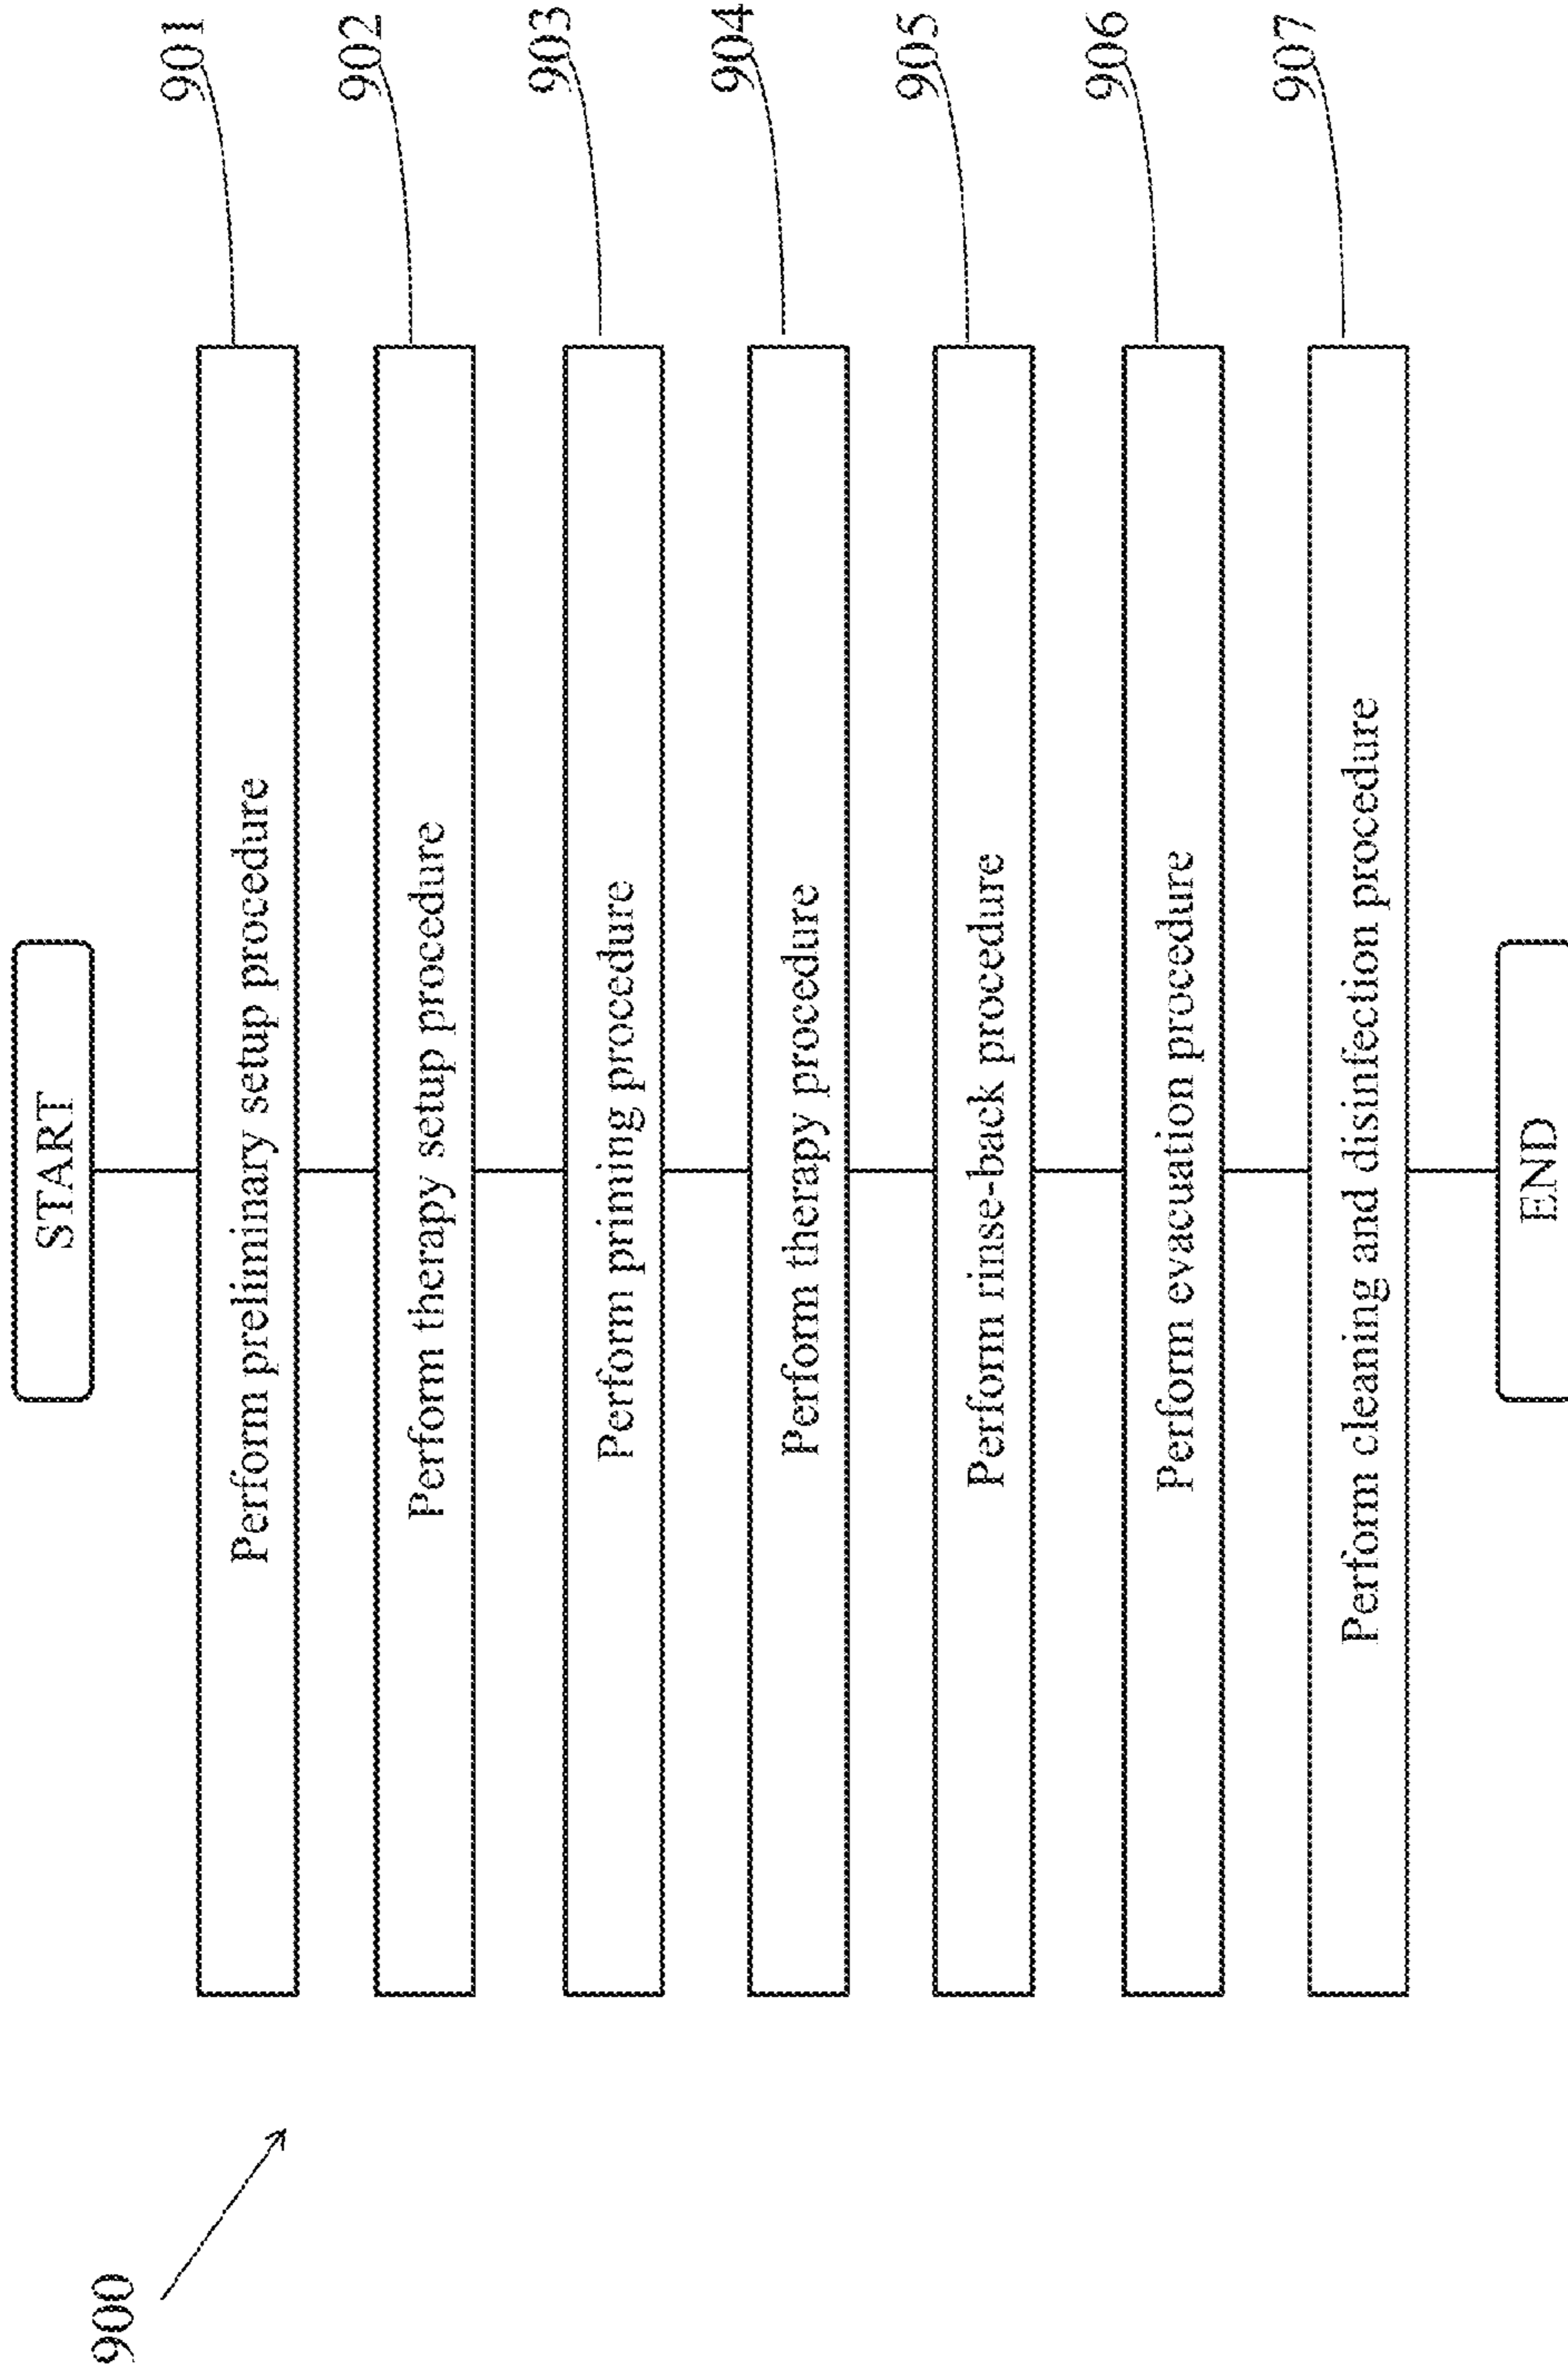 900
START
Perform preliminary setup procedure
901
Perform therapy setup procedure
902
Perform priming procedure
903
Perform therapy procedure
904
Perform rinse-back procedure
905
Perform evacuation procedure
906
Perform cleaning and disinfection procedure
907
END